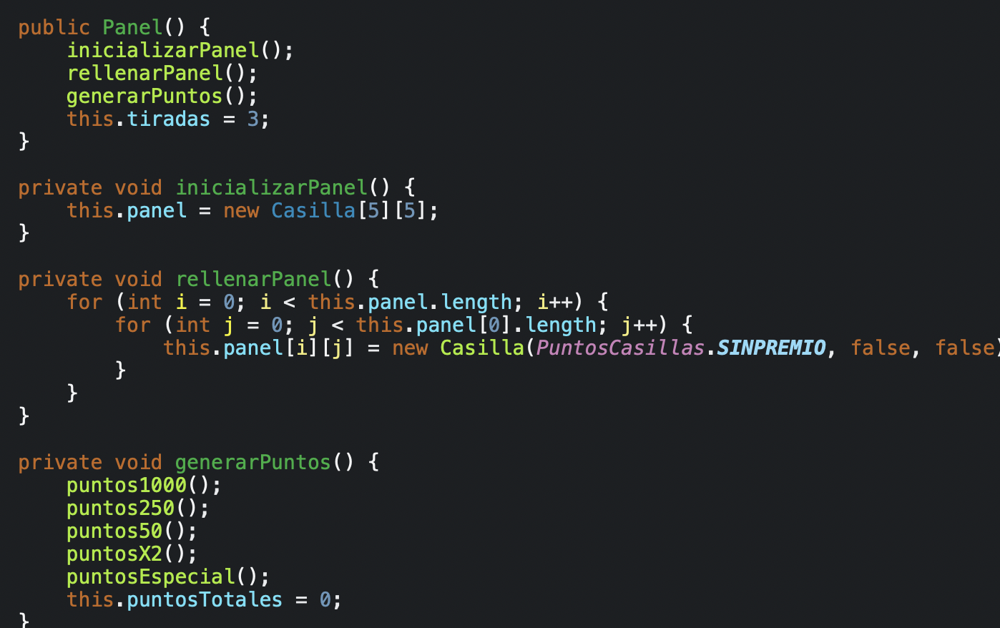 public Panel() {
    inicializarPanel();
    rellenarPanel();
    generarPuntos();
    this.tiradas = 3;
}

private void inicializarPanel() {
    this.panel = new Casilla[5][5];
}

private void rellenarPanel() {
    for (int i = 0; i < this.panel.length; i++) {
        for (int j = 0; j < this.panel[0].length; j++) {
            this.panel[i][j] = new Casilla(PuntosCasillas.SINPREMIO, false, false)
        }
    }
}

private void generarPuntos() {
    puntos1000();
    puntos250();
    puntos50();
    puntosX2();
    puntosEspecial();
    this.puntosTotales = 0;
}